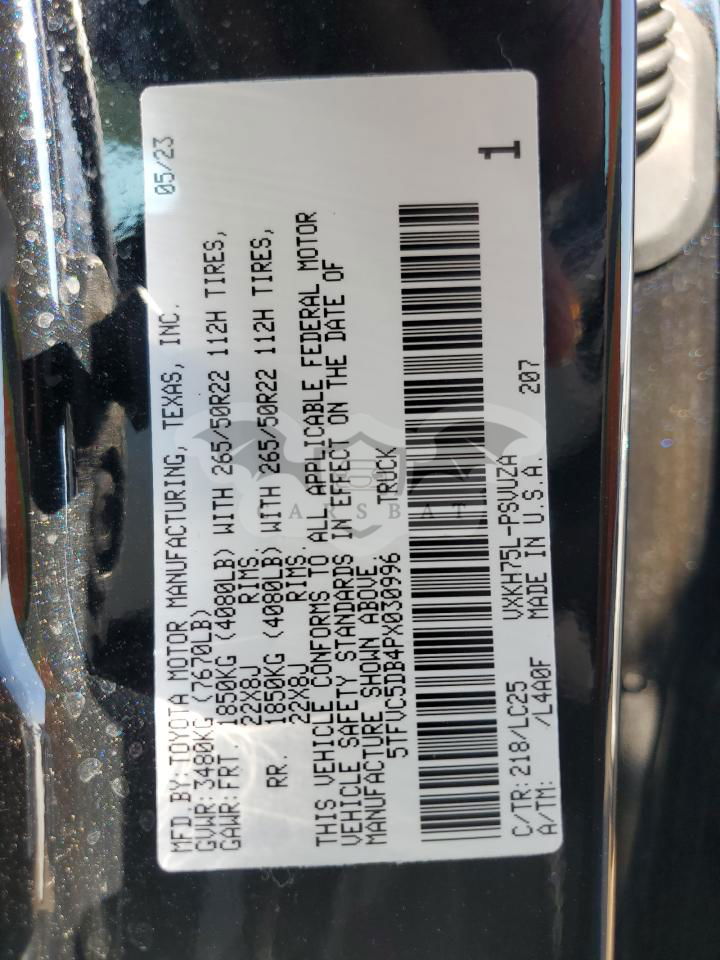 MFD.BY:TOYOTA MOTOR MANUFACTURING, TEXAS, INC. 05/23
GVWR:3480KG (7670LB)
GAWR:FRT. 1850KG (4080LB) WITH 265/50R22 112H TIRES,
22X8J RIMS.
RR. 1850KG (4080LB) WITH 265/50R22 112H TIRES,
22X8J RIMS.
THIS VEHICLE CONFORMS TO ALL APPLICABLE FEDERAL MOTOR
VEHICLE SAFETY STANDARDS IN EFFECT ON THE DATE OF
MANUFACTURE SHOWN ABOVE.
5TFVC5DB4PX030996 TRUCK
1
C/TR:218/LC25 VXKH75L-PSVUZA 207
A/TM: /L4A0F MADE IN U.S.A.
CARSBAT